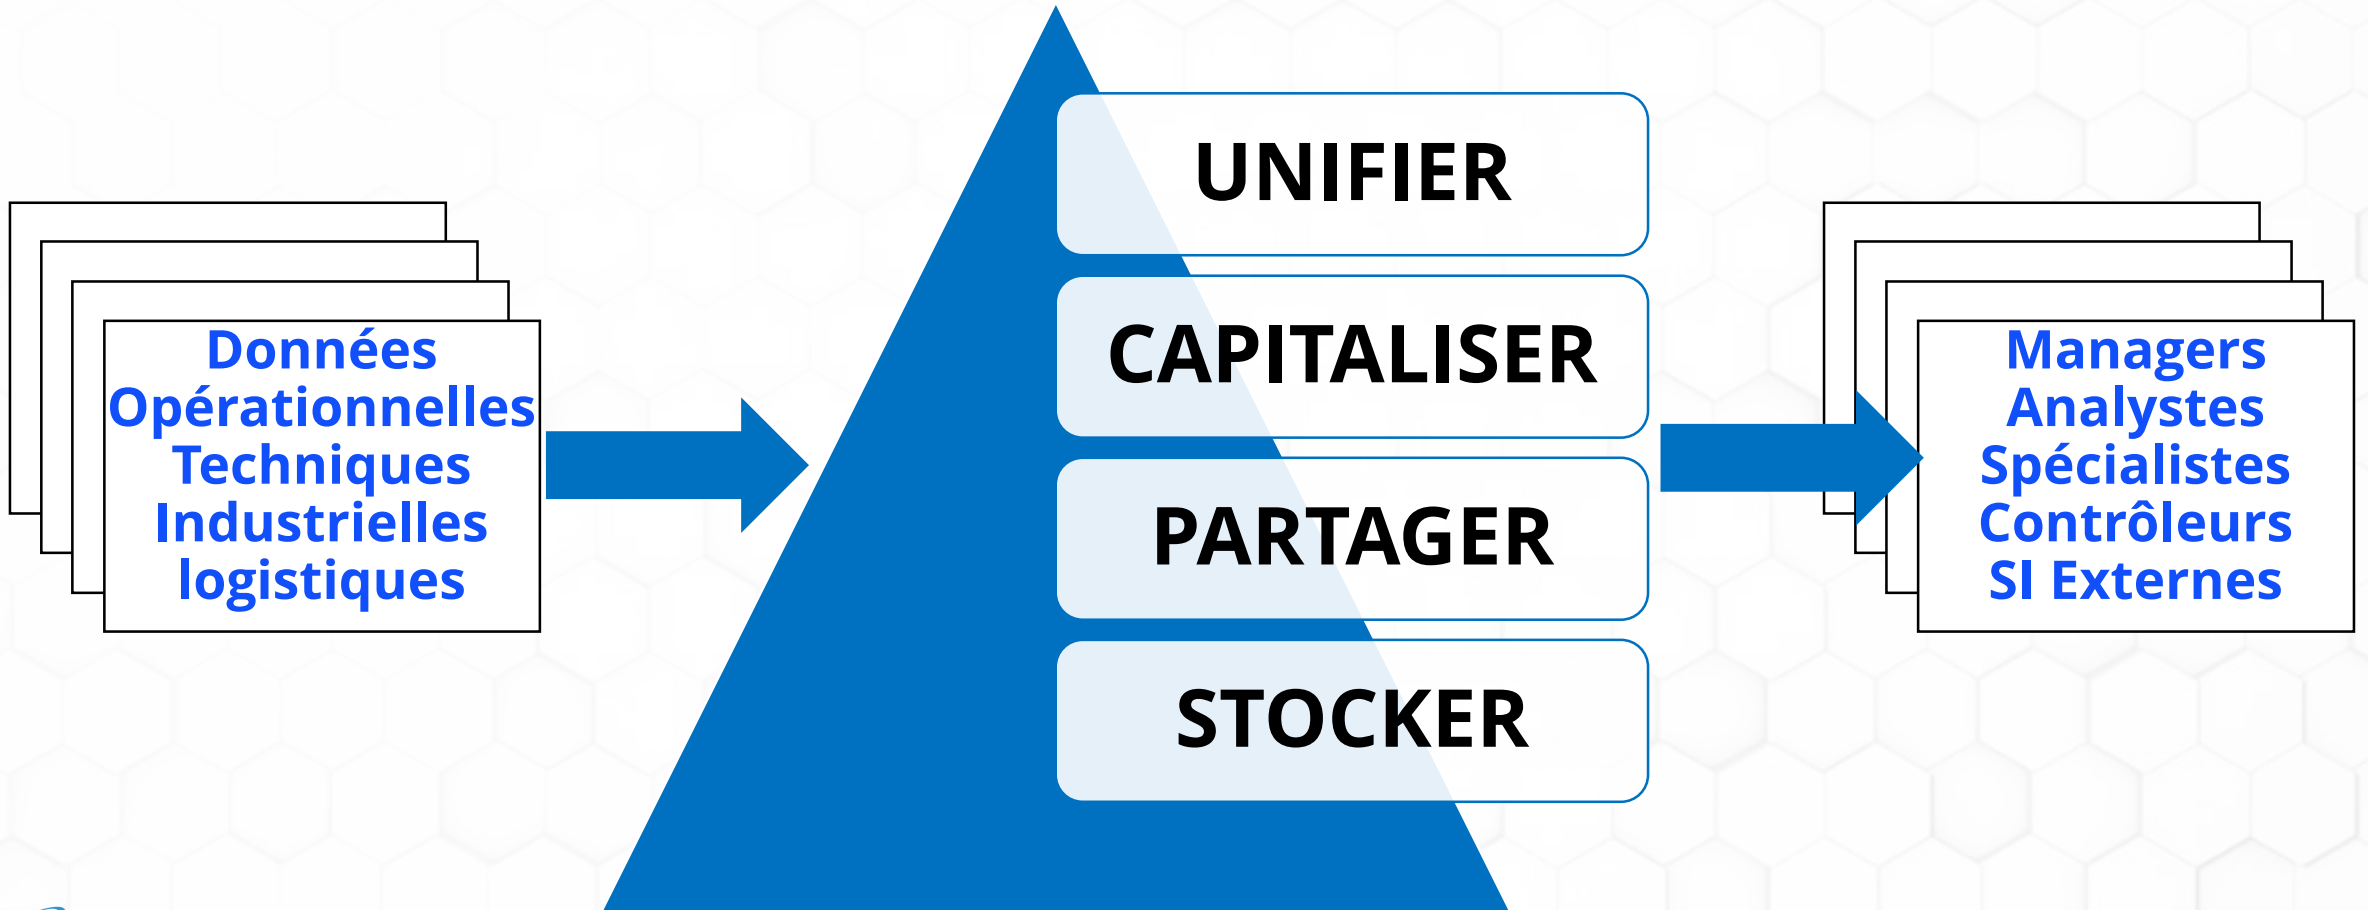 Données
Opérationnelles
Techniques
Industrielles
logistiques
UNIFIER
CAPITALISER
PARTAGER
STOCKER
Managers
Analystes
Spécialistes
Contrôleurs
SI Externes